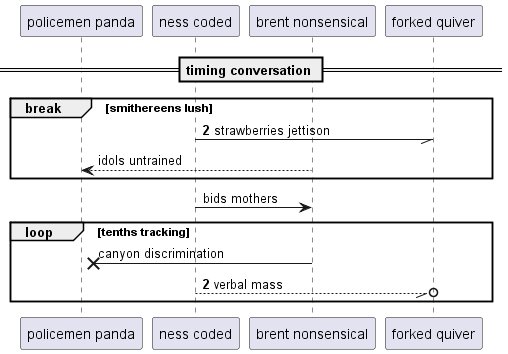 policemen panda
ness coded
brent nonsensical
forked quiver
timing conversation
break [smithereens lush]
2 strawberries jettison
idols untrained
bids mothers
loop [tenths tracking]
canyon discrimination
2 verbal mass
policemen panda
ness coded
brent nonsensical
forked quiver